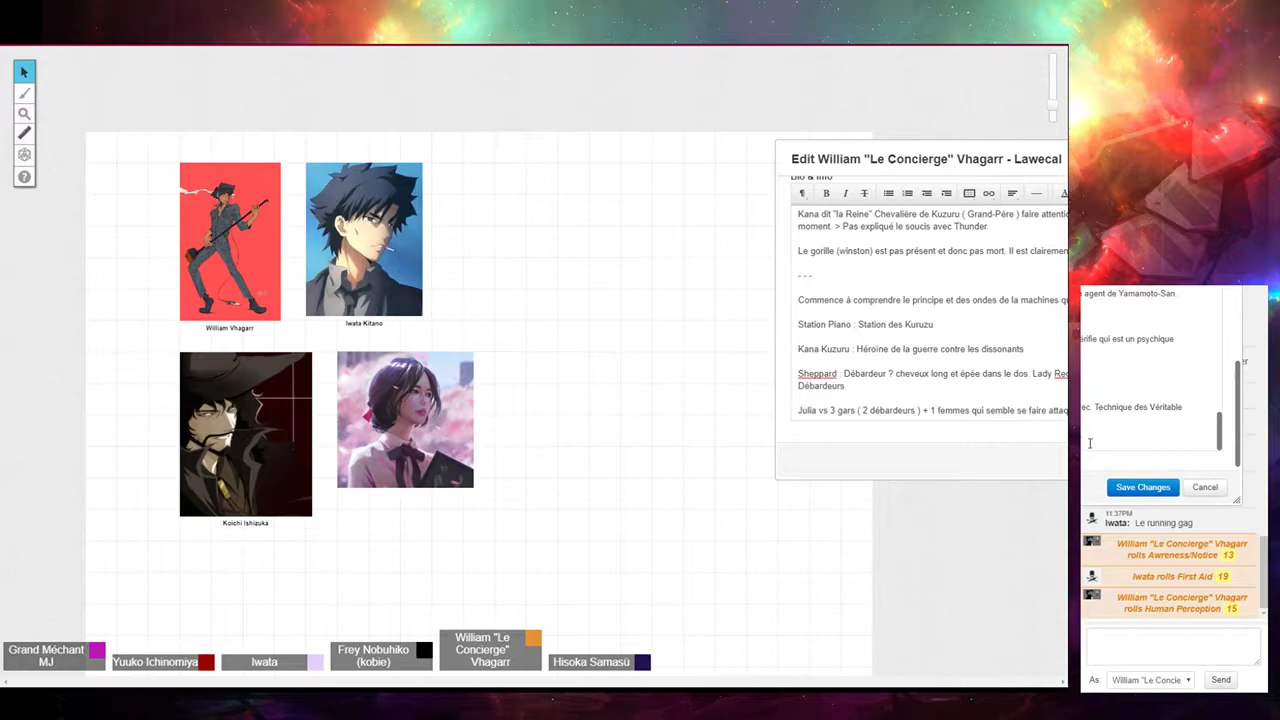 Edit William "Le Concierge" Vhagarr - Lawecal
Bio & Info
Kana dit "la Reine" Chevalière de Kuzuru ( Grand-Père ) faire attenti
moment. > Pas expliqué le soucis avec Thunder.
Le gorille (winston) est pas présent et donc pas mort. Il est clairemen
- - -
Commence à comprendre le principe et des ondes de la machines q
Station Piano : Station des Kuruzu
Kana Kuzuru : Héroïne de la guerre contre les dissonants
Sheppard : Débardeur ? cheveux long et épée dans le dos. Lady Rec
Débardeurs
Julia vs 3 gars ( 2 débardeurs ) + 1 femmes qui semble se faire attaq
William Vhagarr
Iwata Kitano
Koichi Ishizuka
agent de Yamamoto-San.
érifie qui est un psychique
er
ec. Technique des Véritable
Save Changes
Cancel
11:37PM
Iwata: Le running gag
William "Le Concierge" Vhagarr
rolls Awreness/Notice 13
Iwata rolls First Aid 19
William "Le Concierge" Vhagarr
rolls Human Perception 15
As: William "Le Concie
Send
Grand Méchant
MJ
Yuuko Ichinomiya
Iwata
Frey Nobuhiko
(kobie)
William "Le
Concierge"
Vhagarr
Hisoka Samasù